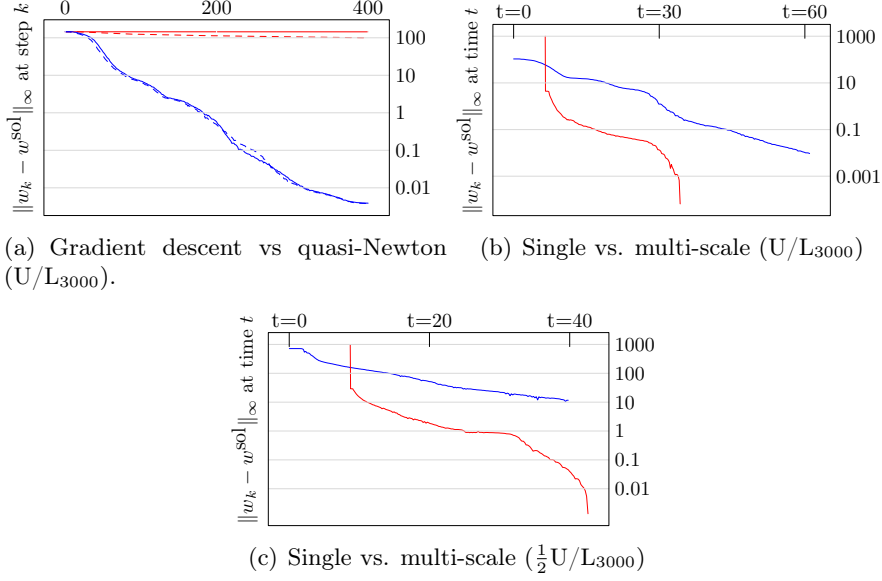 0 200 400
100
10
1
0.1
0.01
‖w_k − w^sol‖_∞ at step k
(a) Gradient descent vs quasi-Newton
(U/L_3000).
t=0 t=30 t=60
1000
10
0.1
0.001
‖w_k − w^sol‖_∞ at time t
(b) Single vs. multi-scale (U/L_3000)
t=0 t=20 t=40
1000
100
10
1
0.1
0.01
‖w_k − w^sol‖_∞ at time t
(c) Single vs. multi-scale (½U/L_3000)